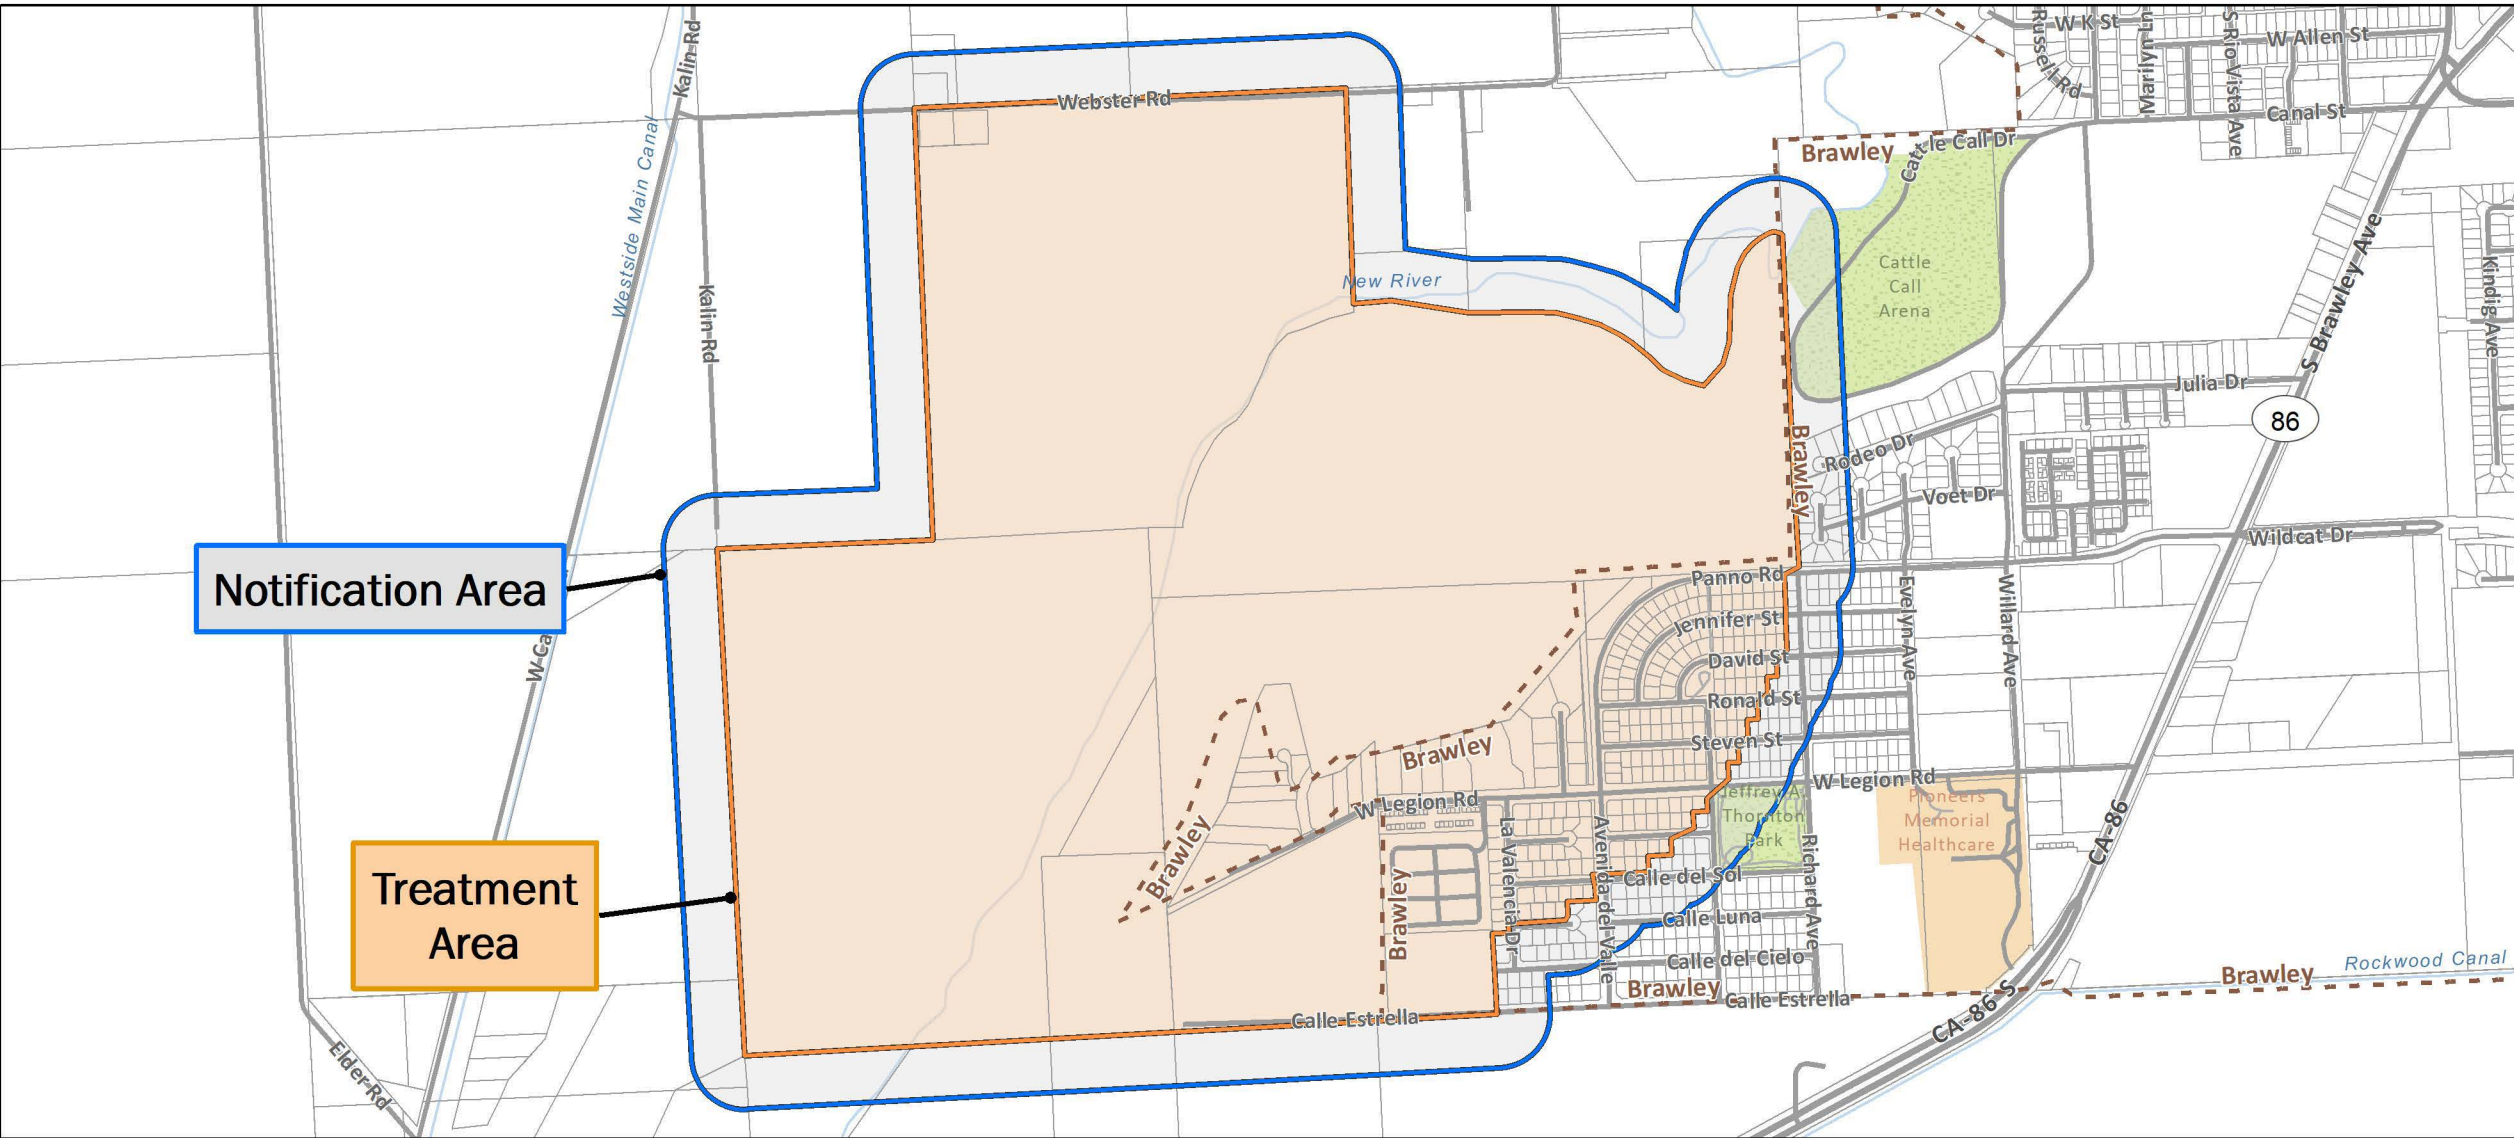 Kalin Rd
Russell Rd
W K St
Marilyn Ln
S Rio Vista Ave
W Allen St
Canal St
Webster Rd
Westside Main Canal
Brawley
Cattle Call Dr
Cattle
Call
Arena
New River
Kalin Rd
S Brawley Ave
Kindig Ave
Julia Dr
86
Brawley
Rodeo Dr
Voet Dr
Wildcat Dr
Notification Area
Panno Rd
Jennifer St
David St
Ronald St
Steven St
Evelyn Ave
Willard Ave
W Ca
Brawley
W Legion Rd
W Legion Rd
Jeffrey A.
Thornton
Park
Pioneers
Memorial
Healthcare
CA-86
Treatment
Area
Brawley
Brawley
La Valencia Dr
Avenida del Valle
Richard Ave
Calle del Sol
Calle Luna
Calle del Cielo
Brawley
Calle Estrella
Calle Estrella
Brawley
Rockwood Canal
CA-86 S
Elder Rd